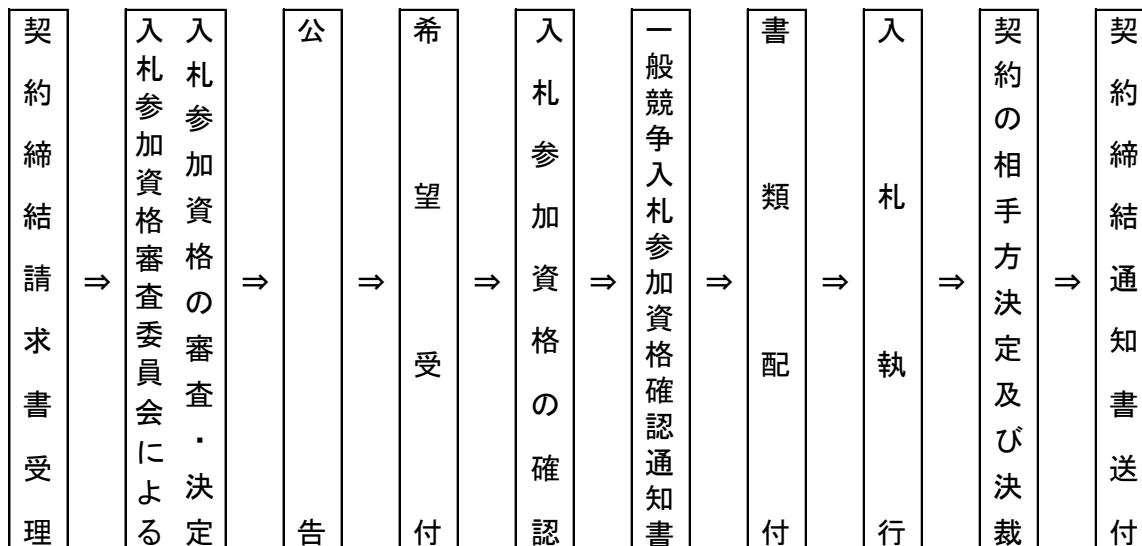 契約締結請求書受理
⇒
入札参加資格審査委員会による
入札参加資格の審査・決定
⇒
公告
⇒
希望受付
⇒
入札参加資格の確認
⇒
一般競争入札参加資格確認通知書
⇒
書類配付
⇒
入札執行
⇒
契約の相手方決定及び決裁
⇒
契約締結通知書送付